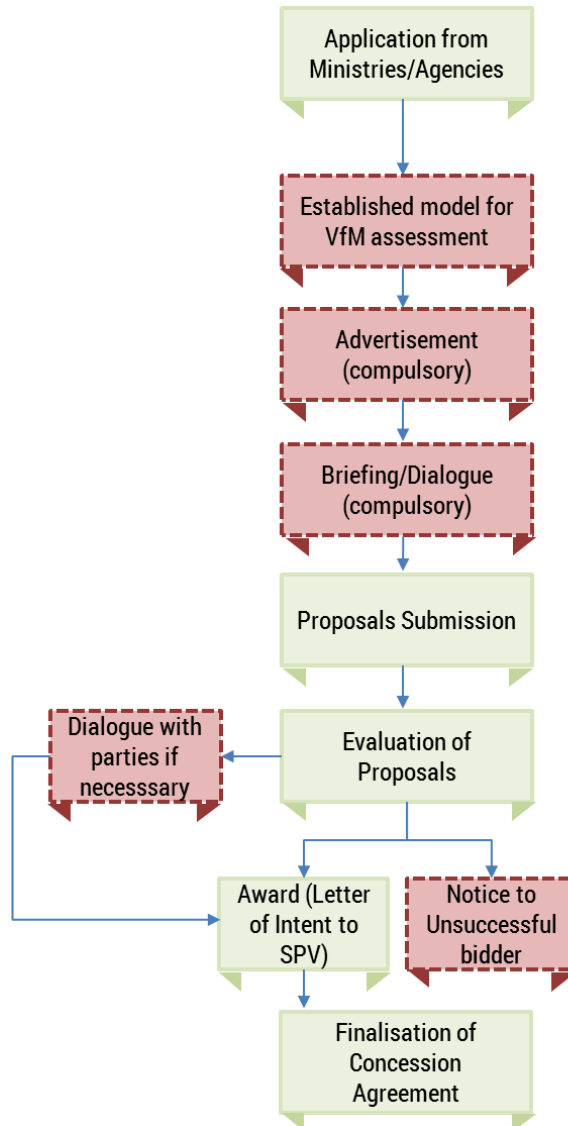 Application from
Ministries/Agencies
Established model for
VfM assessment
Advertisement
(compulsory)
Briefing/Dialogue
(compulsory)
Proposals Submission
Dialogue with
parties if
necesssary
Evaluation of
Proposals
Award (Letter
of Intent to
SPV)
Notice to
Unsuccessful
bidder
Finalisation of
Concession
Agreement